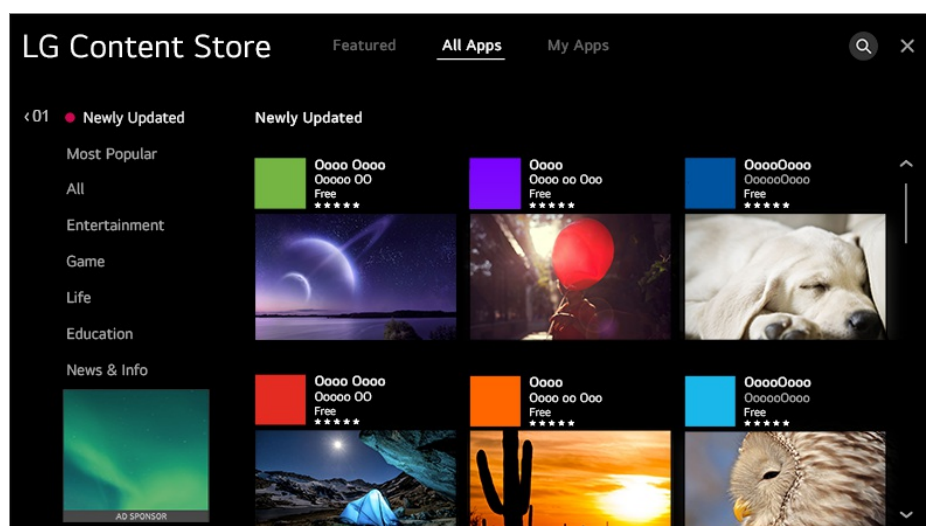 LG Content Store
Featured
All Apps
My Apps
‹01
Newly Updated
Most Popular
All
Entertainment
Game
Life
Education
News & Info
AD SPONSOR
Newly Updated
Oooo Oooo
Ooooo OO
Free
★★★★★
Oooo
Oooo oo Ooo
Free
★★★★★
OoooOooo
OooooOooo
Free
★★★★★
Oooo Oooo
Ooooo OO
Free
★★★★★
Oooo
Oooo oo Ooo
Free
★★★★★
OoooOooo
OooooOooo
Free
★★★★★